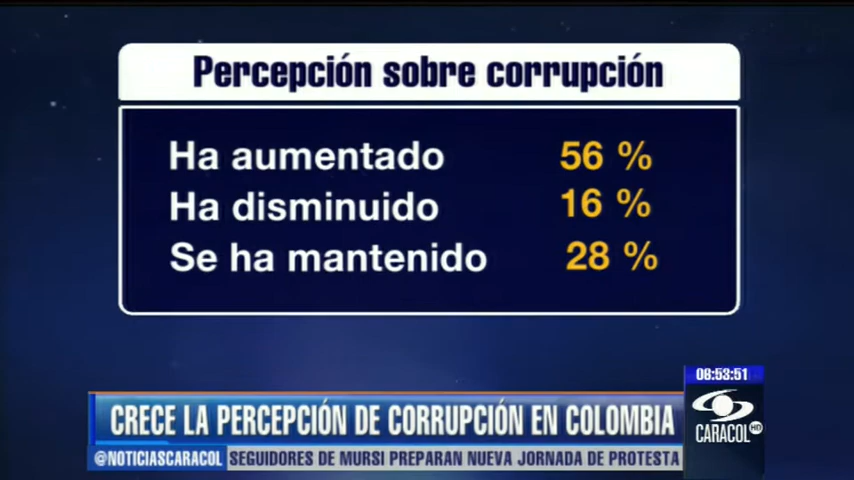 Percepción sobre corrupción
Ha aumentado 56 %
Ha disminuido 16 %
Se ha mantenido 28 %
08:53:51
CRECE LA PERCEPCIÓN DE CORRUPCIÓN EN COLOMBIA
CARACOL HD
@NOTICIASCARACOL SEGUIDORES DE MURSI PREPARAN NUEVA JORNADA DE PROTESTA